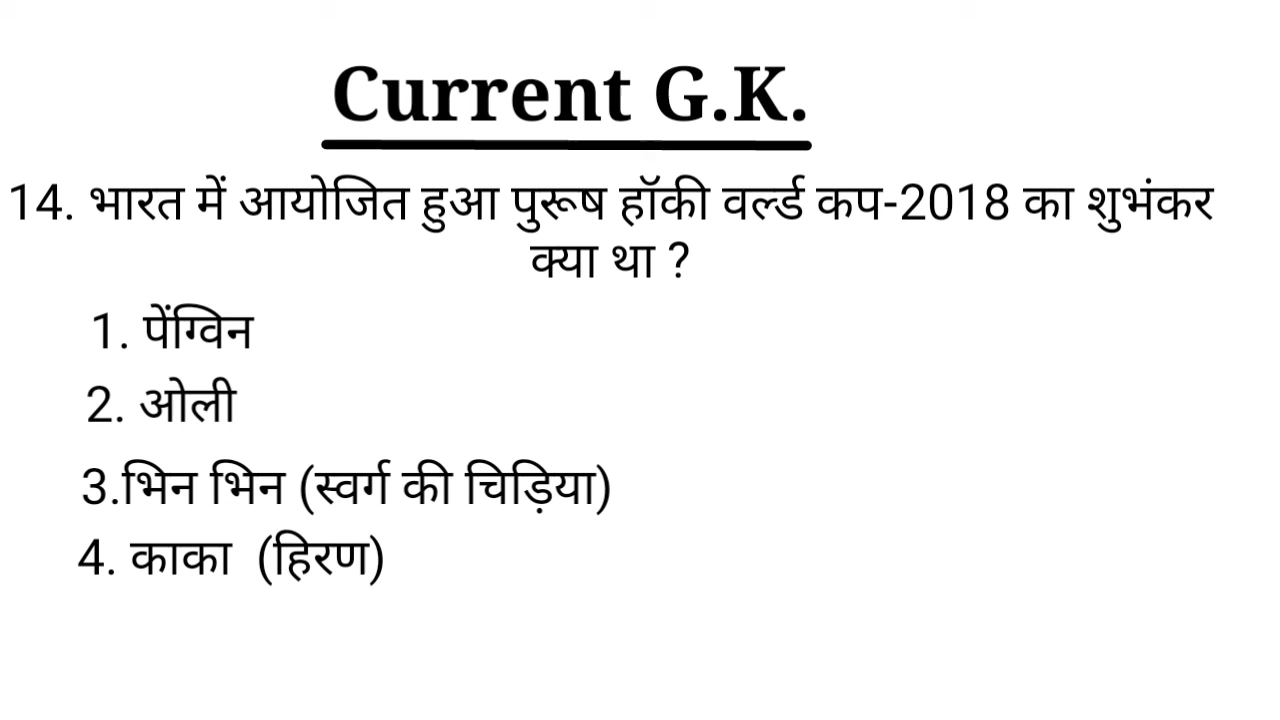 Current G.K.
14. भारत में आयोजित हुआ पुरूष हॉकी वर्ल्ड कप-2018 का शुभंकर
क्या था ?
1. पेंग्विन
2. ओली
3.भिन भिन (स्वर्ग की चिड़िया)
4. काका (हिरण)